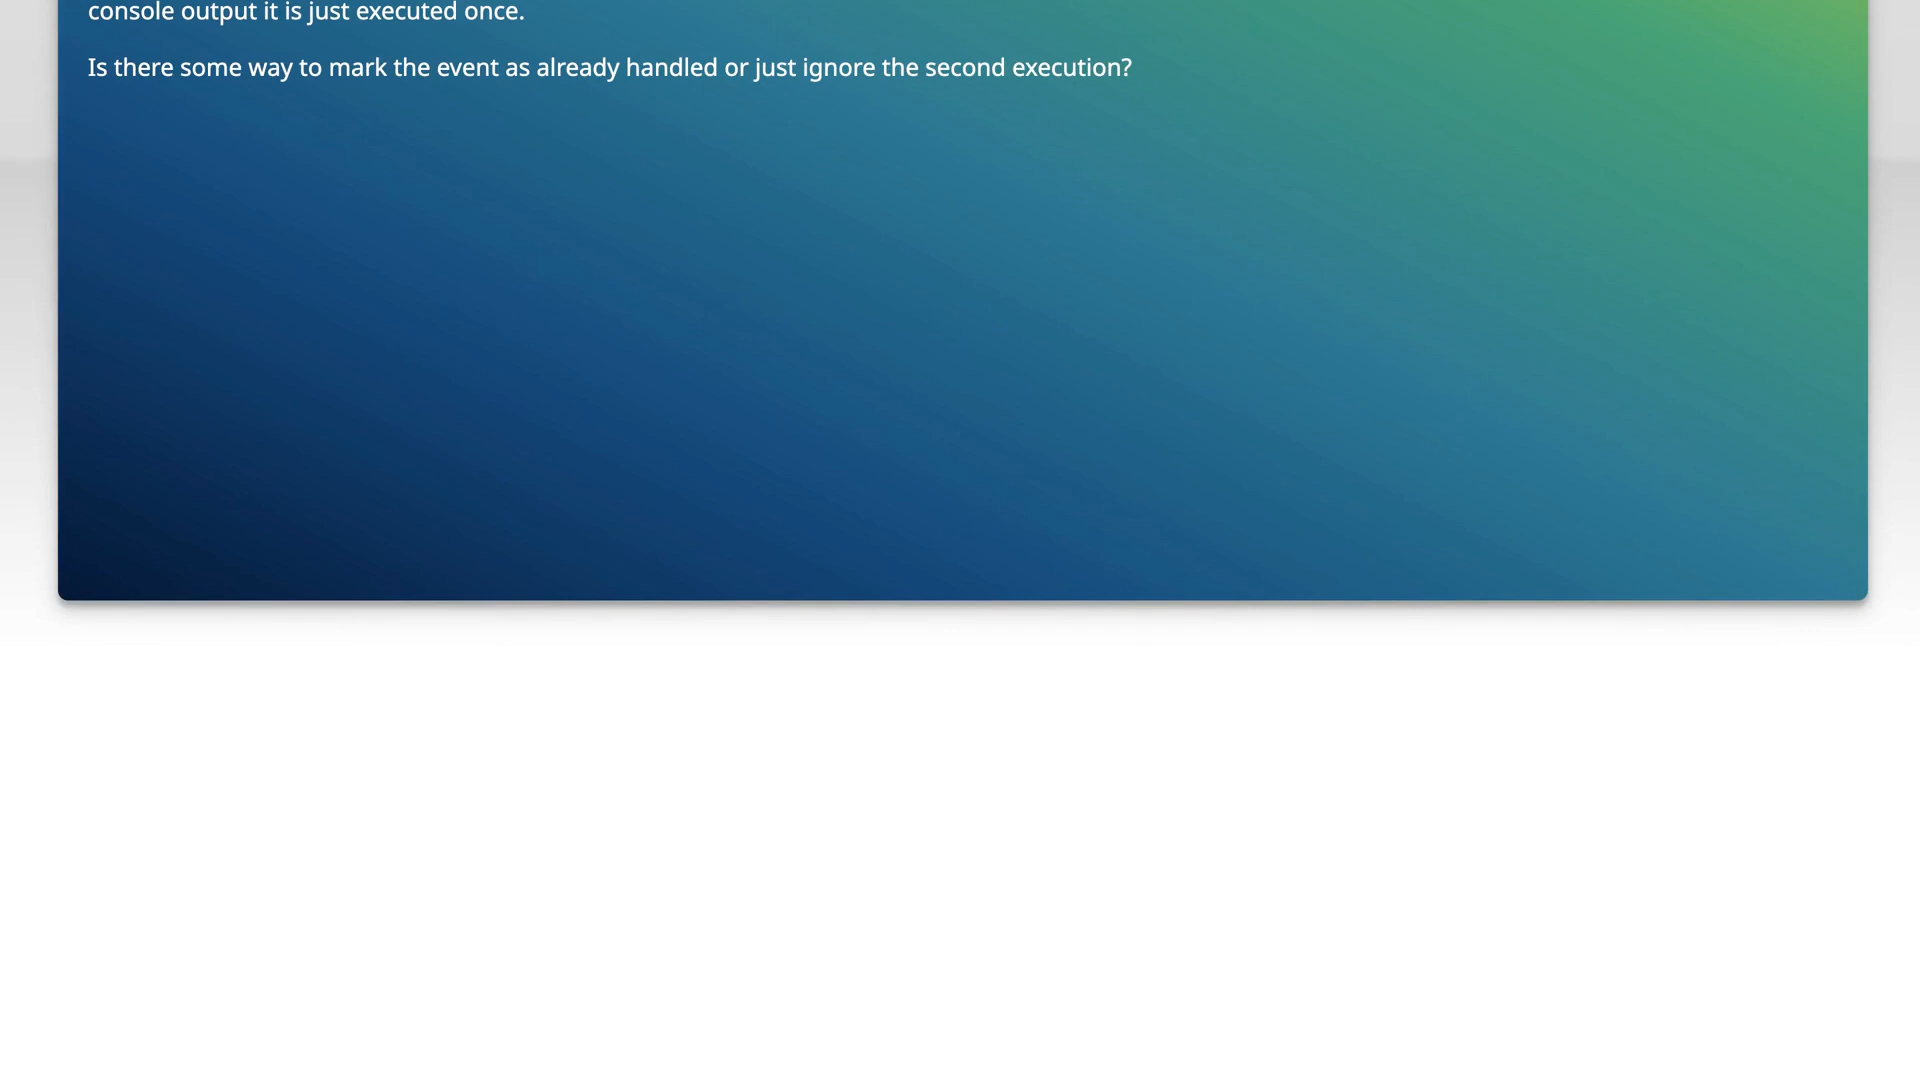 console output it is just executed once.
Is there some way to mark the event as already handled or just ignore the second execution?